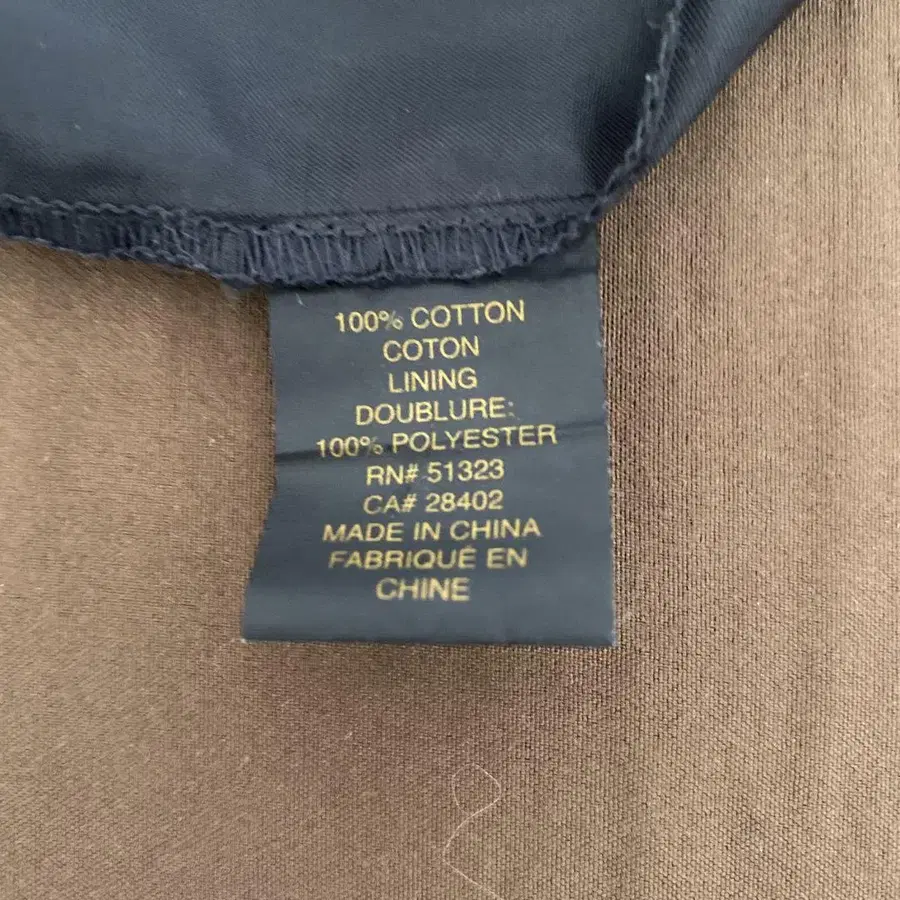 100% COTTON
COTON
LINING
DOUBLURE:
100% POLYESTER
RN# 51323
CA# 28402
MADE IN CHINA
FABRIQUÉ EN
CHINE